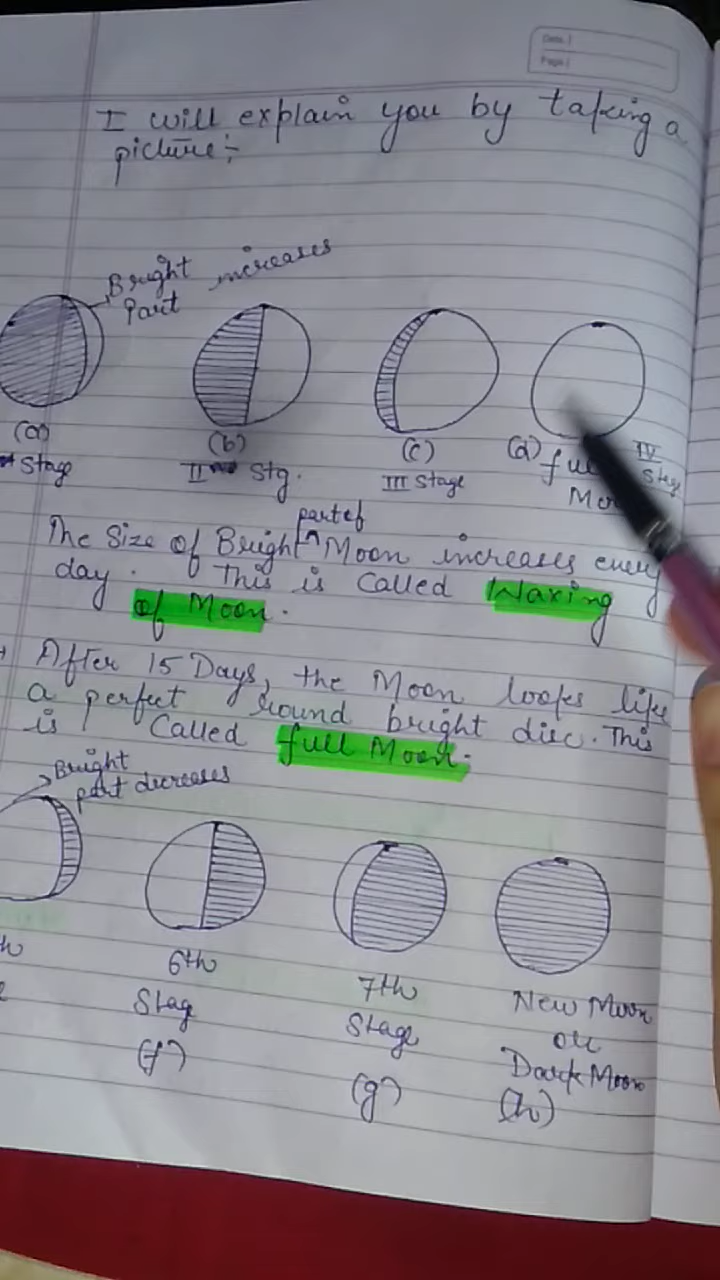 Date |
Page |
I will explain you by taking a
picture:-
Bright increases
Part
(a) (b) (c) (d) full IV
Stage II Stg. III Stage Stage
part of
The Size of Bright ^ Moon increases every
day. This is Called Waxing
of Moon.
After 15 Days, the Moon looks like
a perfect round bright disc. This
is Called full Moon.
Bright
part decreases
6th 7th New Moon
Stag Stage or
Dark Moon
(f) (g) (h)